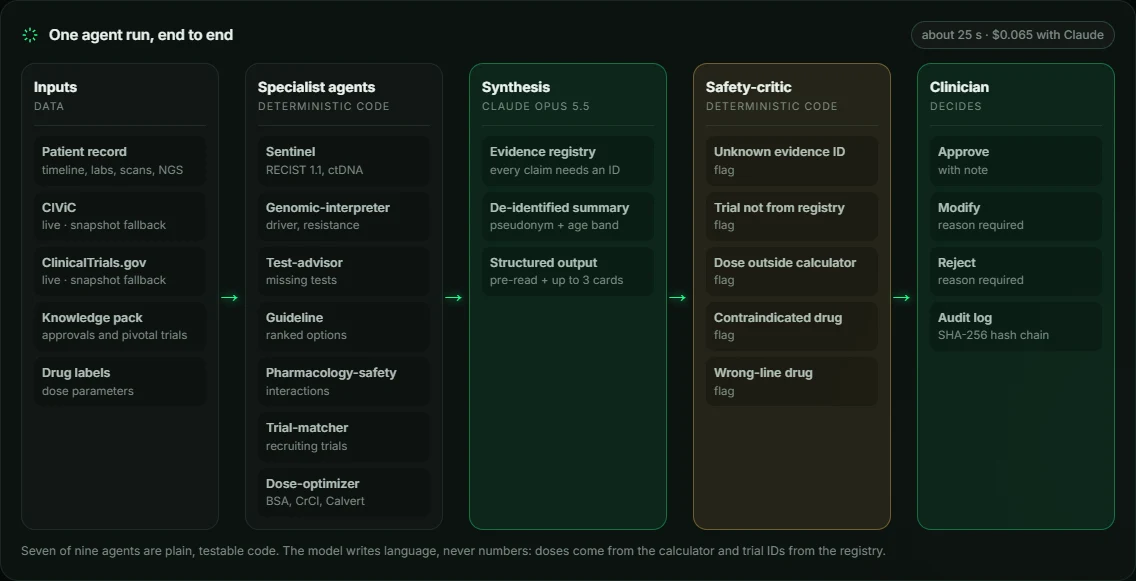 One agent run, end to end
about 25 s · $0.065 with Claude
Inputs
DATA
Patient record
timeline, labs, scans, NGS
CIViC
live · snapshot fallback
ClinicalTrials.gov
live · snapshot fallback
Knowledge pack
approvals and pivotal trials
Drug labels
dose parameters
→
Specialist agents
DETERMINISTIC CODE
Sentinel
RECIST 1.1, ctDNA
Genomic-interpreter
driver, resistance
Test-advisor
missing tests
Guideline
ranked options
Pharmacology-safety
interactions
Trial-matcher
recruiting trials
Dose-optimizer
BSA, CrCl, Calvert
→
Synthesis
CLAUDE OPUS 5.5
Evidence registry
every claim needs an ID
De-identified summary
pseudonym + age band
Structured output
pre-read + up to 3 cards
→
Safety-critic
DETERMINISTIC CODE
Unknown evidence ID
flag
Trial not from registry
flag
Dose outside calculator
flag
Contraindicated drug
flag
Wrong-line drug
flag
→
Clinician
DECIDES
Approve
with note
Modify
reason required
Reject
reason required
Audit log
SHA-256 hash chain
Seven of nine agents are plain, testable code. The model writes language, never numbers: doses come from the calculator and trial IDs from the registry.